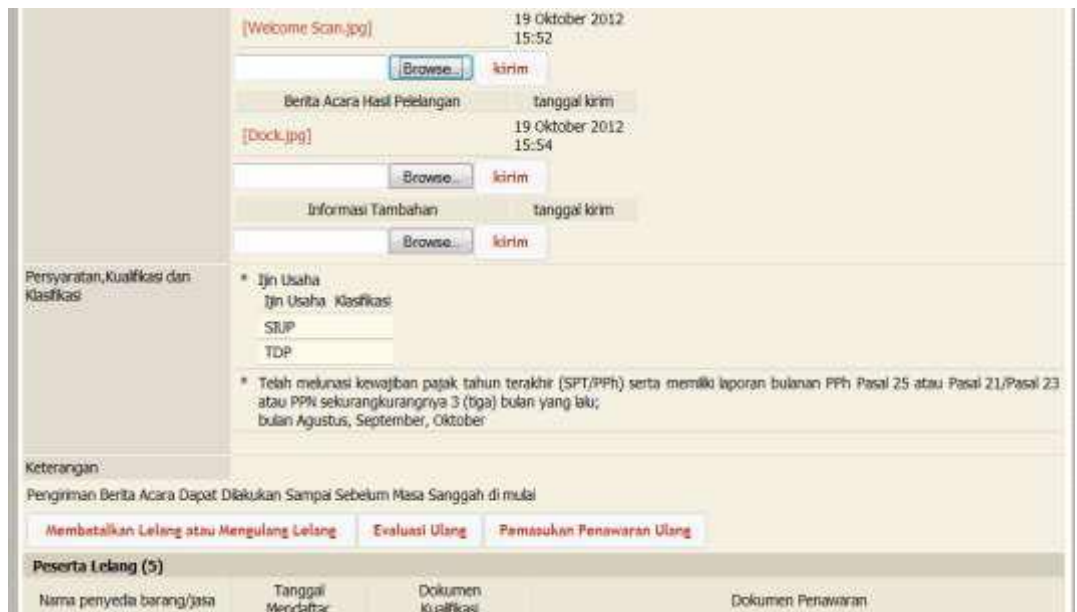 [Welcome Scan.jpg] 19 Oktober 2012
15:52
Browse... kirim
Berita Acara Hasil Pelelangan tanggal kirim
[Dock.jpg] 19 Oktober 2012
15:54
Browse... kirim
Informasi Tambahan tanggal kirim
Browse... kirim
Persyaratan,Kualifikasi dan
Klasifikasi
* Ijin Usaha
Ijin Usaha Klasifikasi
SIUP
TDP
* Telah melunasi kewajiban pajak tahun terakhir (SPT/PPh) serta memiliki laporan bulanan PPh Pasal 25 atau Pasal 21/Pasal 23
atau PPN sekurangkurangnya 3 (tiga) bulan yang lalu;
bulan Agustus, September, Oktober
Keterangan
Pengiriman Berita Acara Dapat Dilakukan Sampai Sebelum Masa Sanggah di mulai
Membatalkan Lelang atau Mengulang Lelang Evaluasi Ulang Pemasukan Penawaran Ulang
Peserta Lelang (5)
Nama penyedia barang/jasa Tanggal Mendaftar Dokumen Kualifikasi Dokumen Penawaran